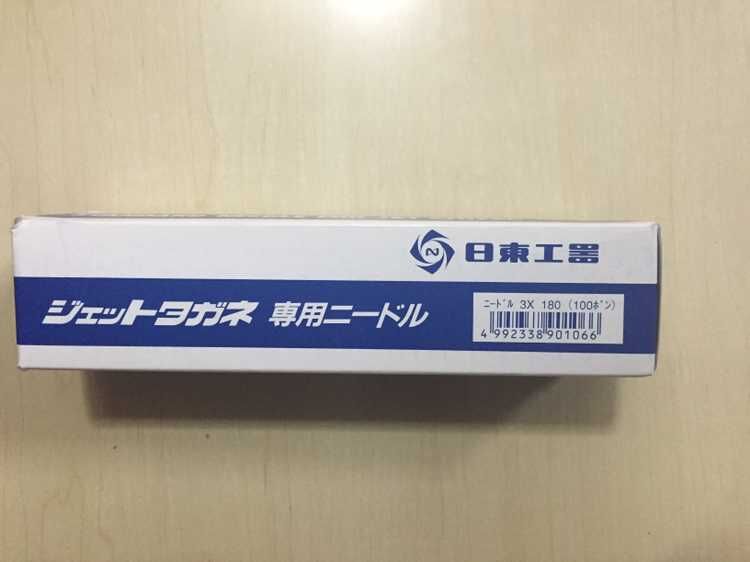 日東工器
ジェットタガネ 専用ニードル
ニードル 3X 180 (100ポン)
4 992338 901066